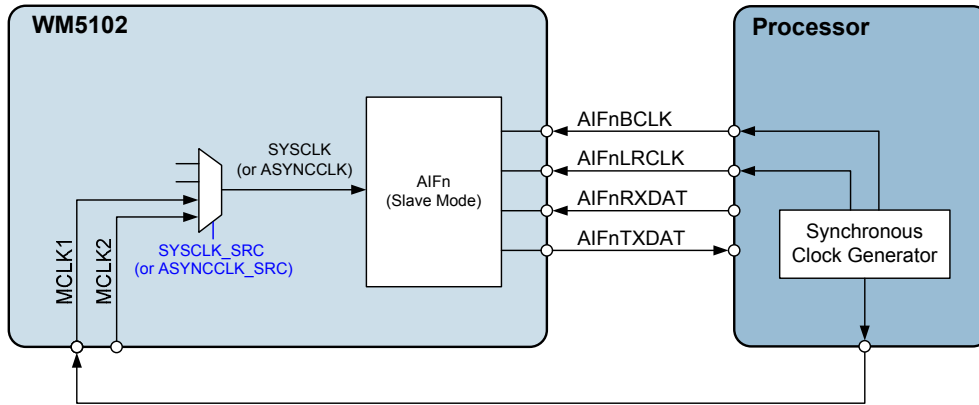 WM5102
Processor
SYSCLK
(or ASYNCCLK)
AIFn
(Slave Mode)
AIFnBCLK
AIFnLRCLK
AIFnRXDAT
AIFnTXDAT
Synchronous
Clock Generator
MCLK1
MCLK2
SYSCLK_SRC
(or ASYNCCLK_SRC)